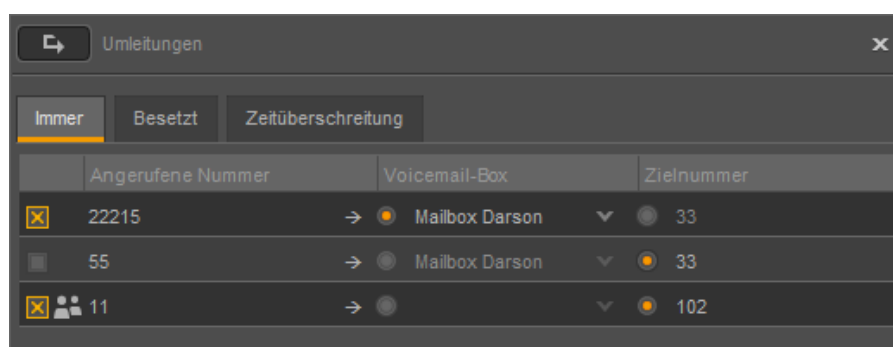 Umleitungen
Immer Besetzt Zeitüberschreitung
Angerufene Nummer Voicemail-Box Zielnummer
22215 → Mailbox Darson 33
55 → Mailbox Darson 33
11 → 102